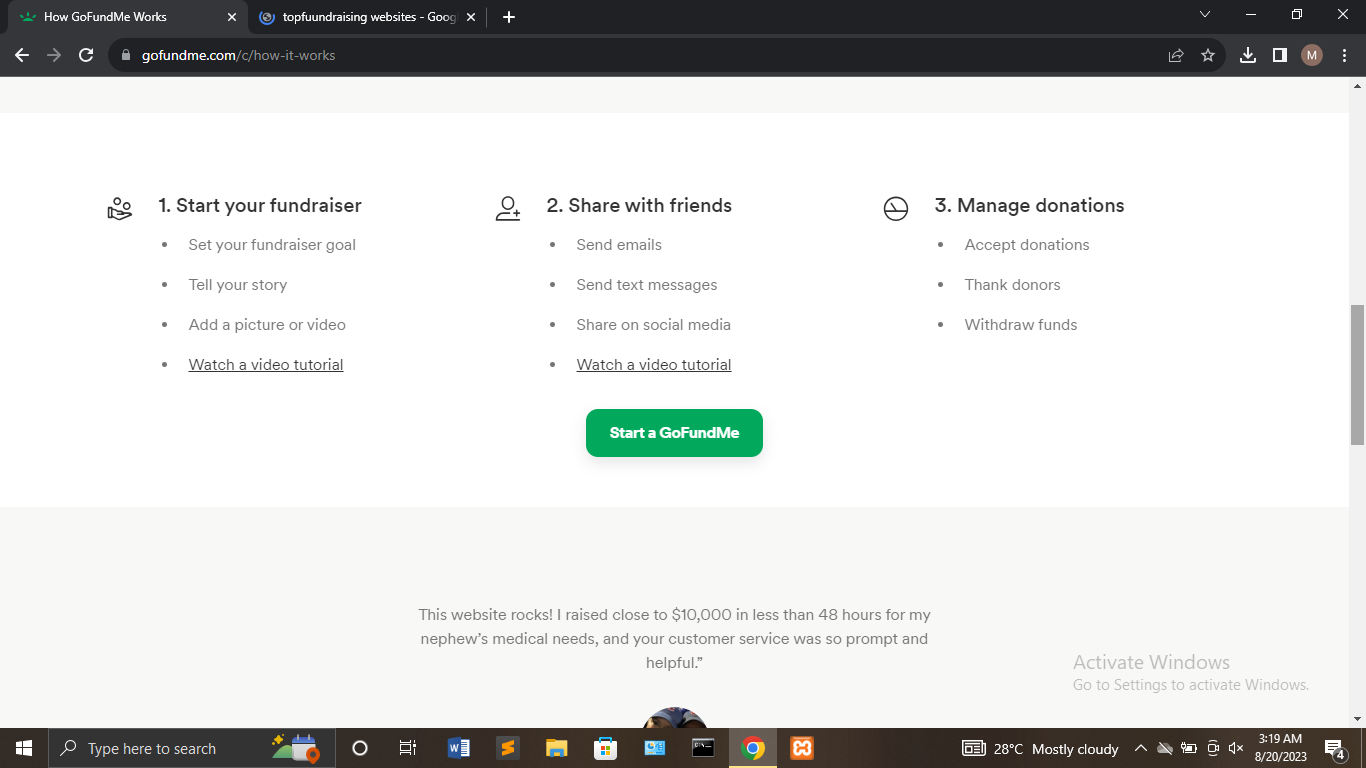 How GoFundMe Works
topfuundraising websites - Goog
gofundme.com/c/how-it-works
M
1. Start your fundraiser
Set your fundraiser goal
Tell your story
Add a picture or video
Watch a video tutorial
2. Share with friends
Send emails
Send text messages
Share on social media
Watch a video tutorial
3. Manage donations
Accept donations
Thank donors
Withdraw funds
Start a GoFundMe
This website rocks! I raised close to $10,000 in less than 48 hours for my
nephew’s medical needs, and your customer service was so prompt and
helpful.”
Activate Windows
Go to Settings to activate Windows.
Type here to search
28°C Mostly cloudy
3:19 AM
8/20/2023
4